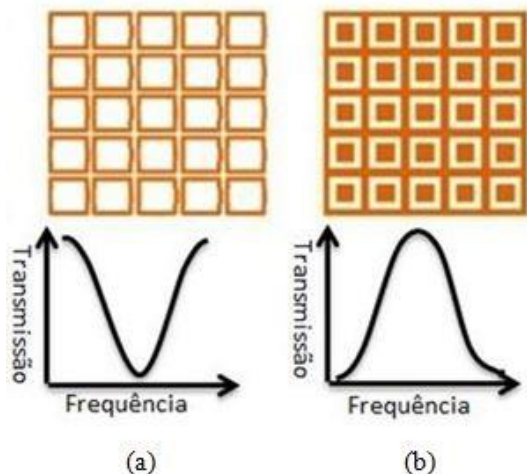 Transmissão
Frequência
Transmissão
Frequência
(a)
(b)